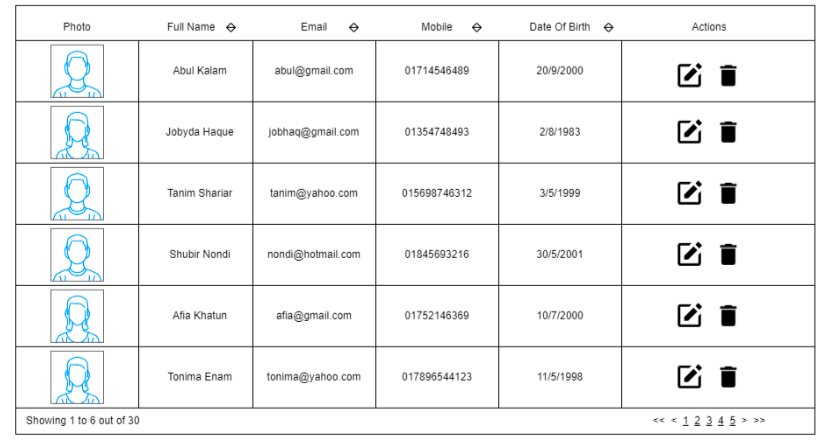 Photo Full Name Email Mobile Date Of Birth Actions
Abul Kalam abul@gmail.com 01714546489 20/9/2000
Jobyda Haque jobhaq@gmail.com 01354748493 2/8/1983
Tanim Shariar tanim@yahoo.com 015698746312 3/5/1999
Shubir Nondi nondi@hotmail.com 01845693216 30/5/2001
Afia Khatun afia@gmail.com 01752146369 10/7/2000
Tonima Enam tonima@yahoo.com 017896544123 11/5/1998
Showing 1 to 6 out of 30 << < 1 2 3 4 5 > >>